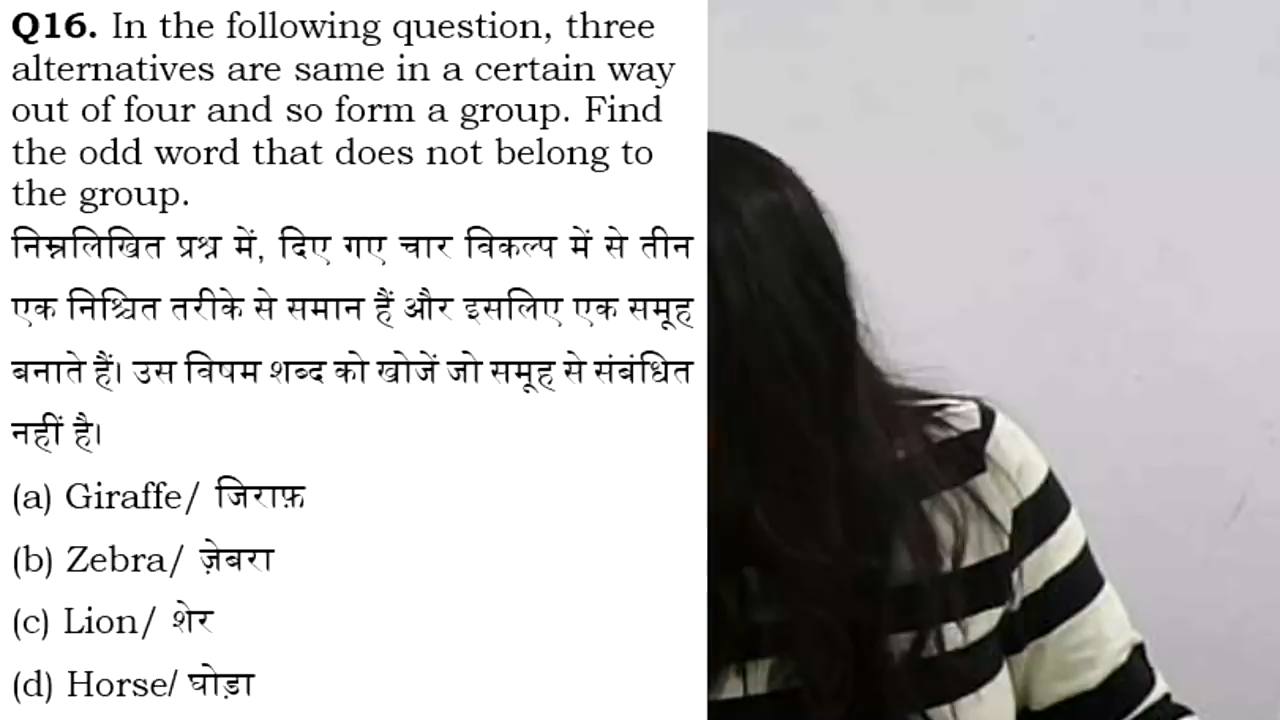 Q16. In the following question, three
alternatives are same in a certain way
out of four and so form a group. Find
the odd word that does not belong to
the group.
निम्नलिखित प्रश्न में, दिए गए चार विकल्प में से तीन
एक निश्चित तरीके से समान हैं और इसलिए एक समूह
बनाते हैं। उस विषम शब्द को खोजें जो समूह से संबंधित
नहीं है।
(a) Giraffe/ जिराफ़
(b) Zebra/ ज़ेबरा
(c) Lion/ शेर
(d) Horse/ घोड़ा